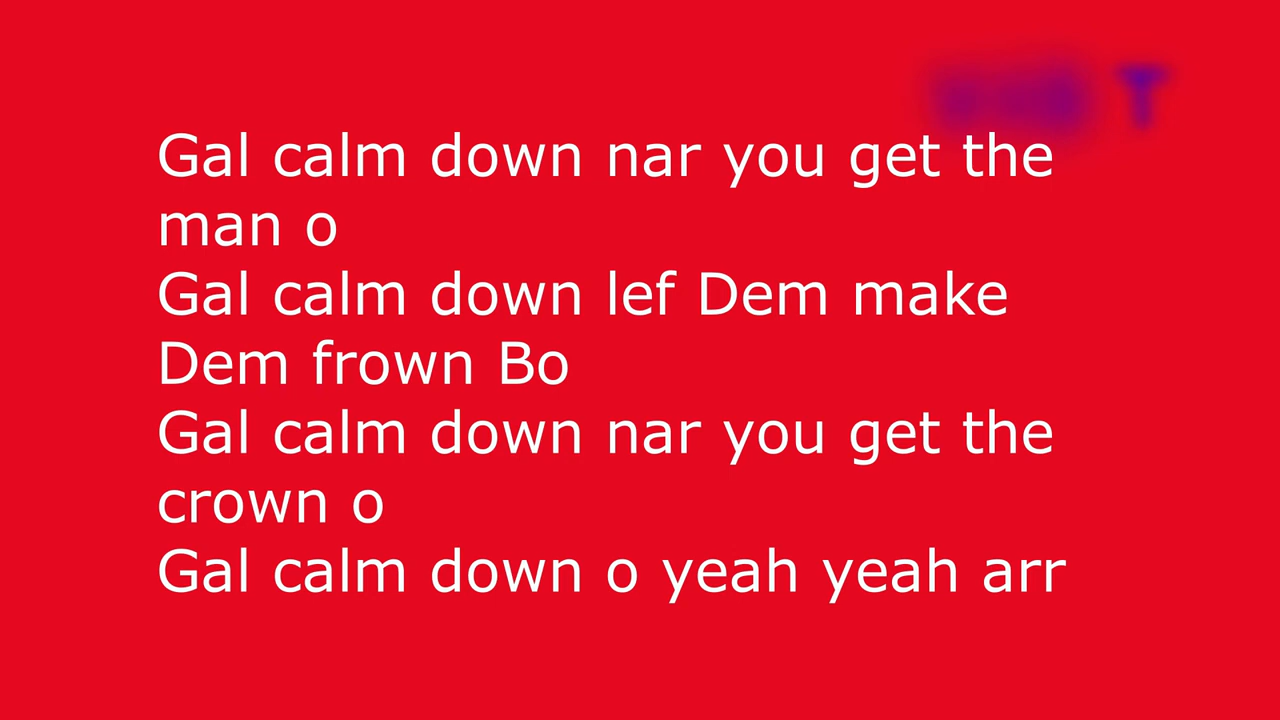 Gal calm down nar you get the
man o
Gal calm down lef Dem make
Dem frown Bo
Gal calm down nar you get the
crown o
Gal calm down o yeah yeah arr